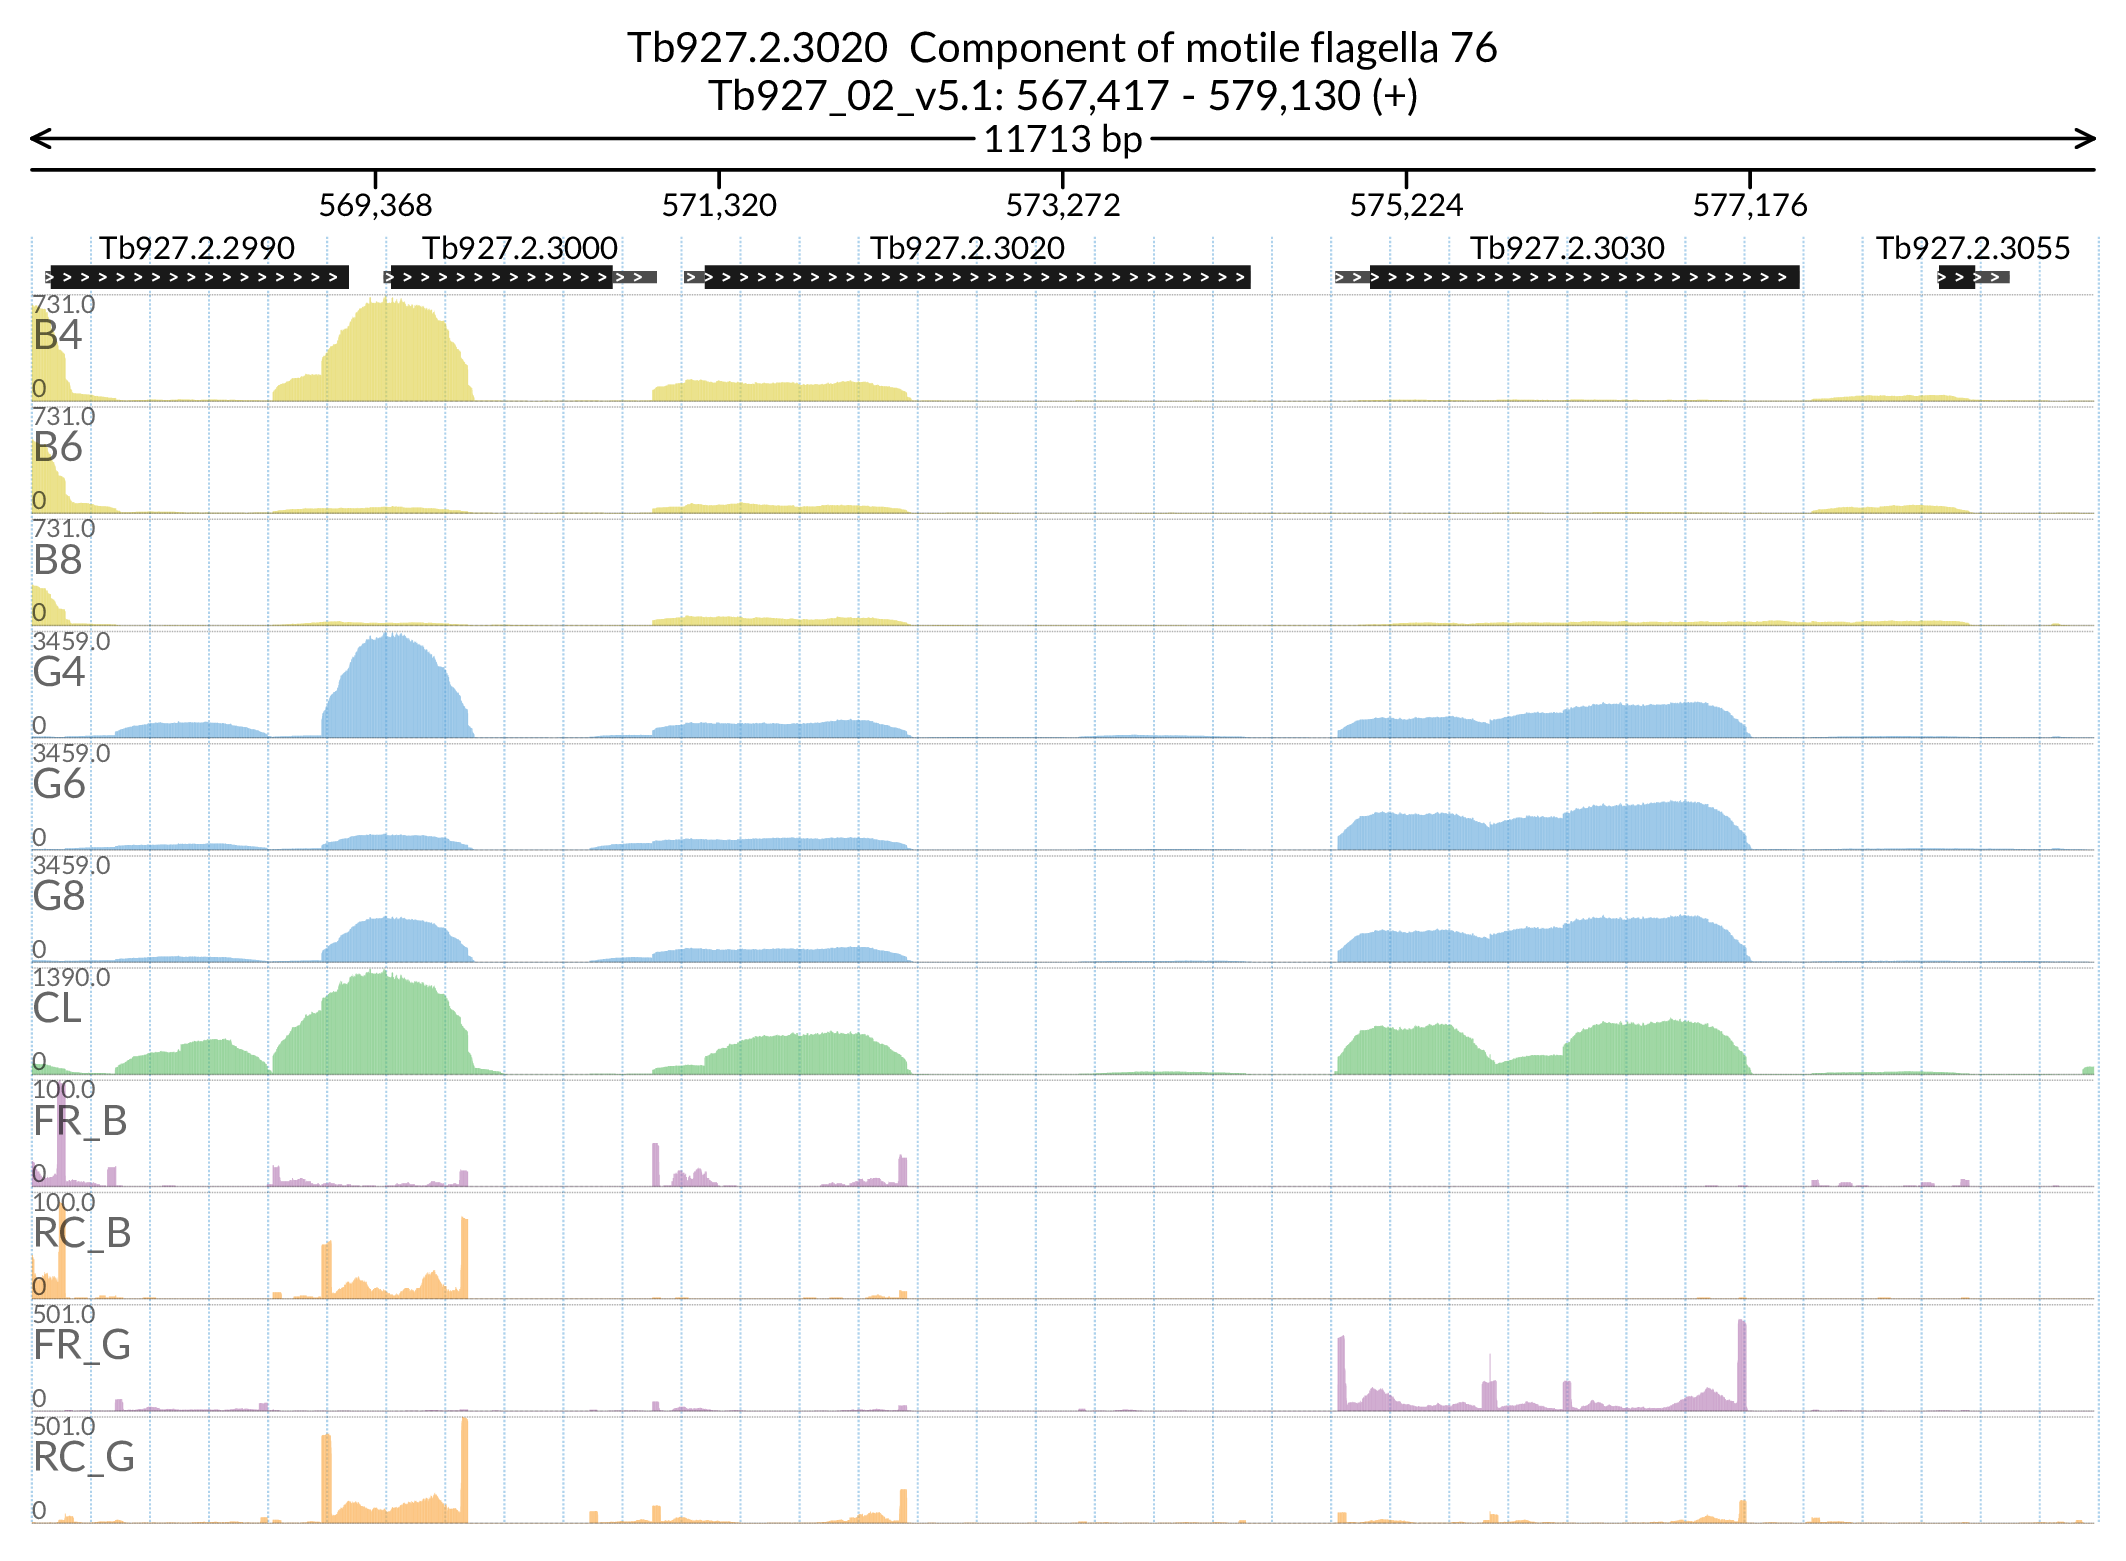 Tb927.2.3020 Component of motile flagella 76
Tb927_02_v5.1: 567,417 - 579,130 (+)
11713 bp
569,368 571,320 573,272 575,224 577,176
Tb927.2.2990 Tb927.2.3000 Tb927.2.3020 Tb927.2.3030 Tb927.2.3055
731.0
B4
0
731.0
B6
0
731.0
B8
0
3459.0
G4
0
3459.0
G6
0
3459.0
G8
0
1390.0
CL
0
100.0
FR_B
0
100.0
RC_B
0
501.0
FR_G
0
501.0
RC_G
0